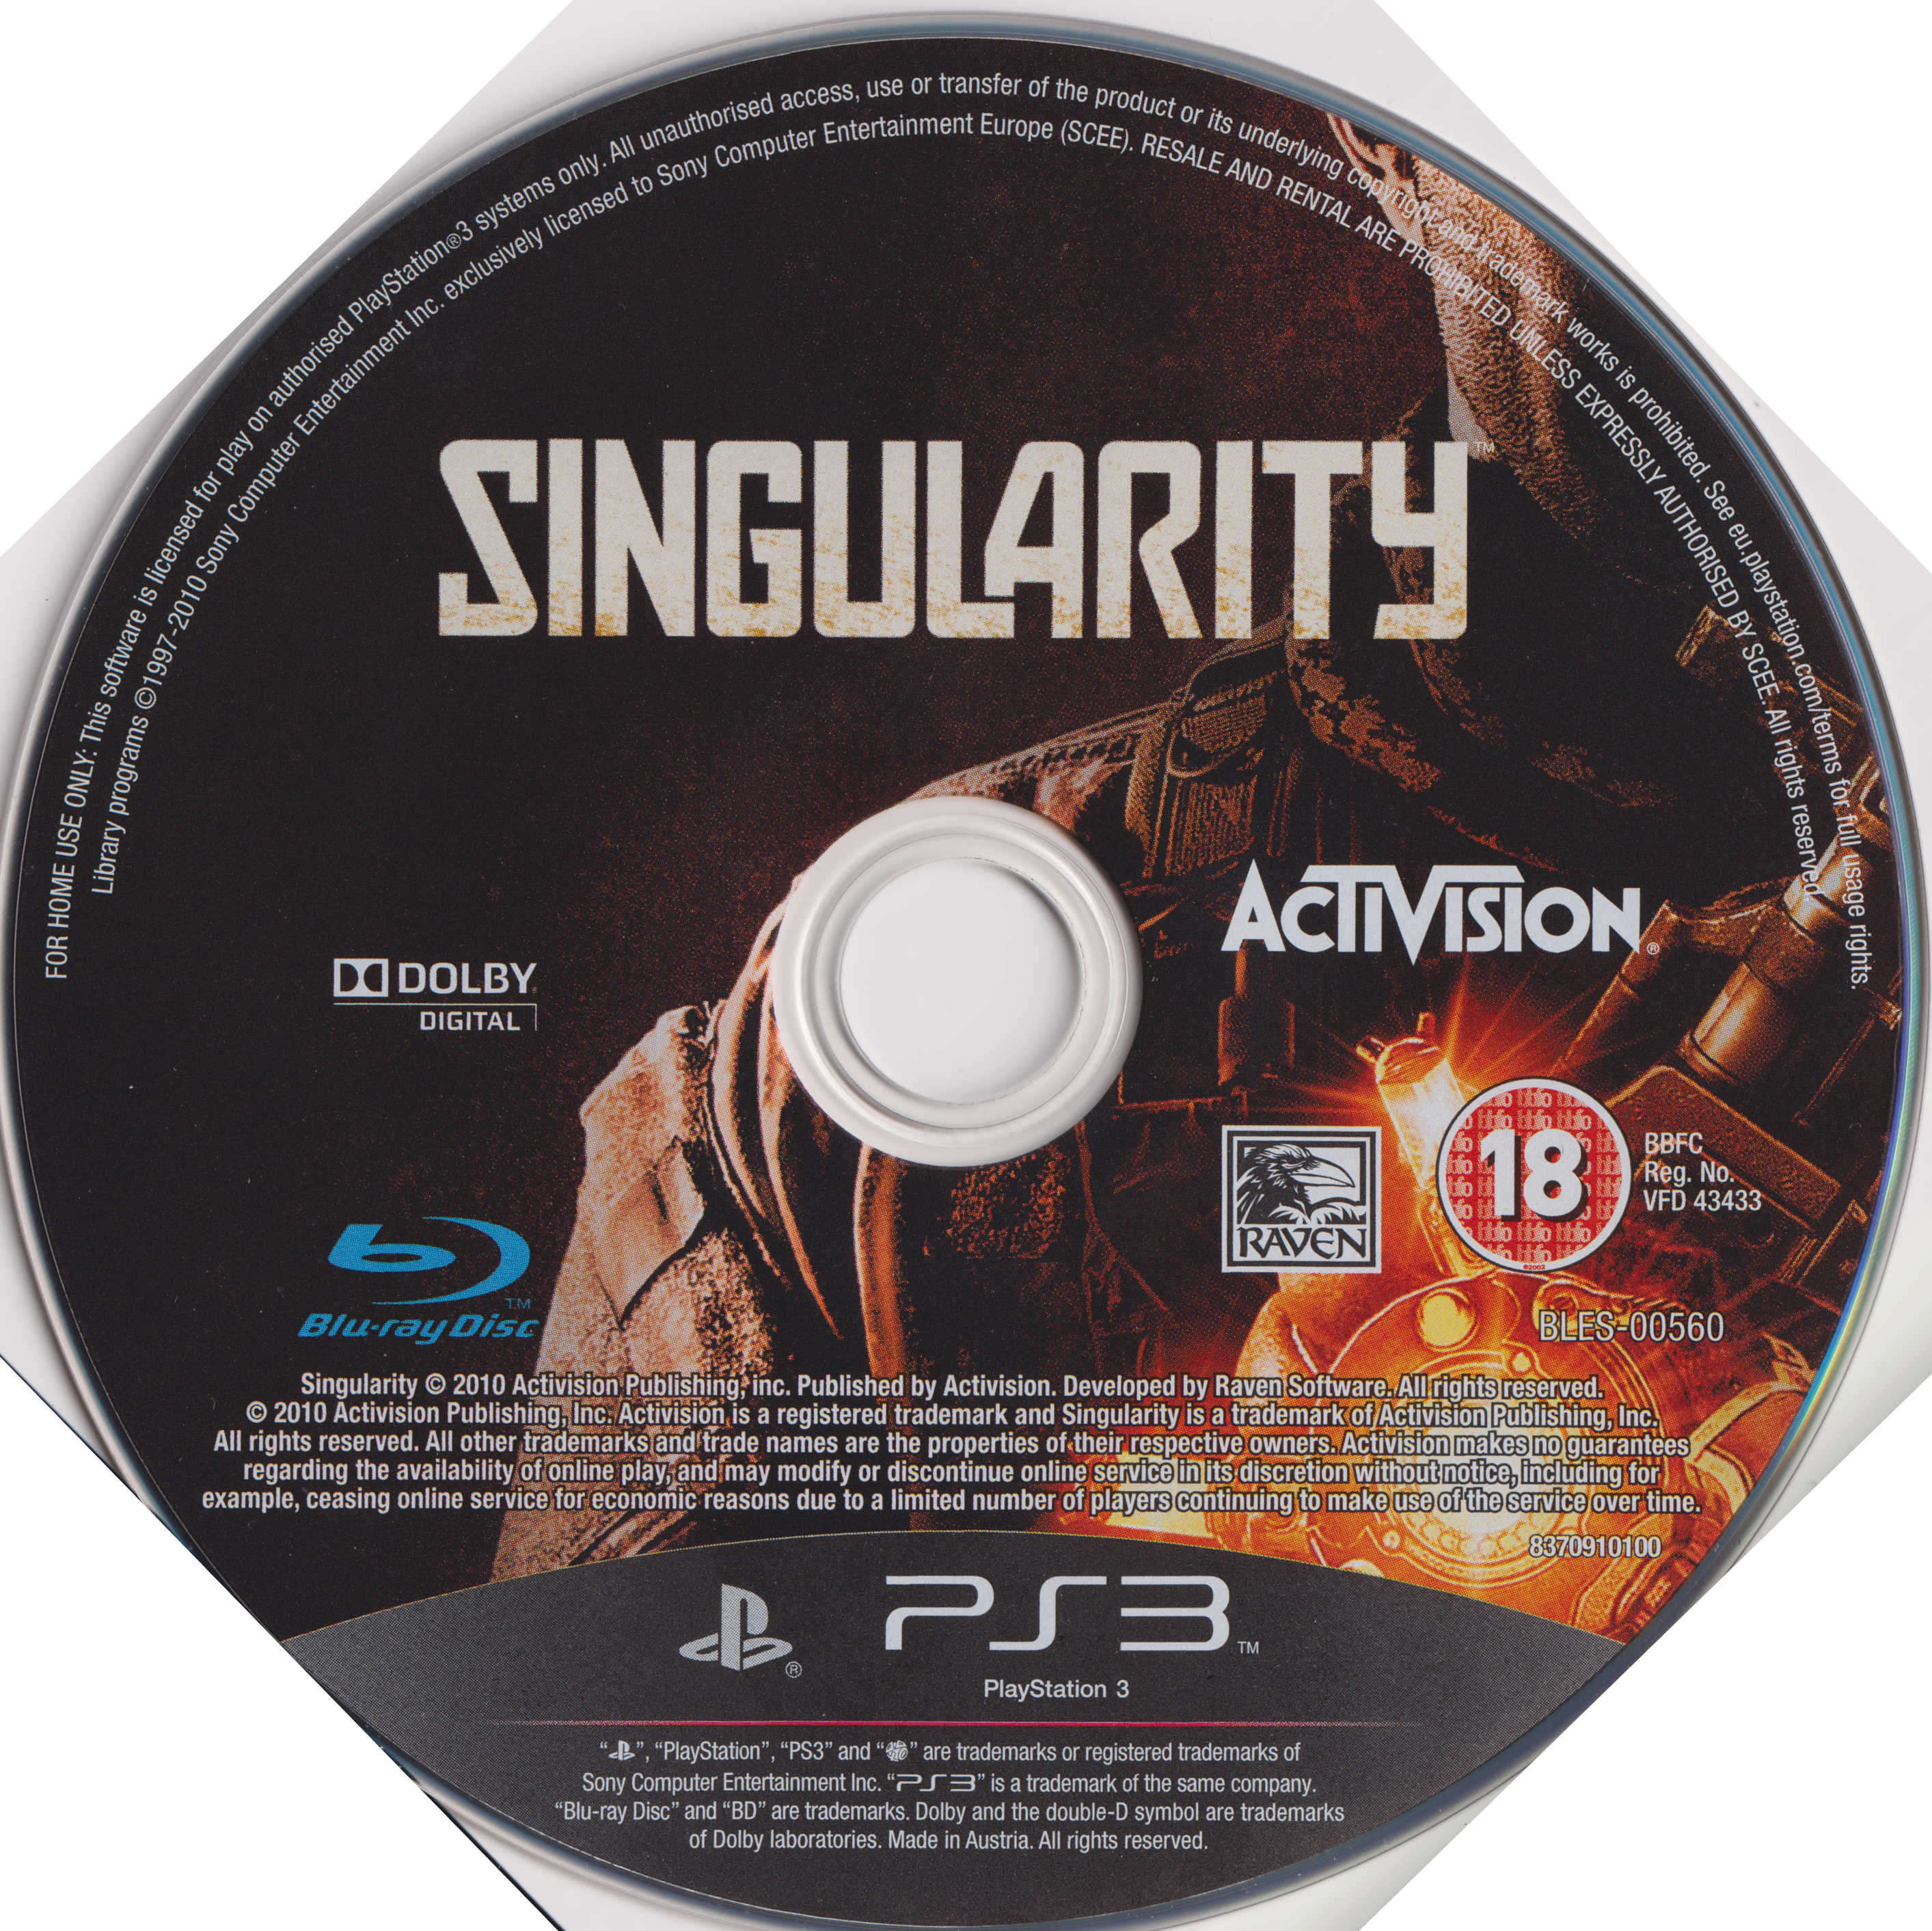 FOR HOME USE ONLY: This software is licensed for play on authorised PlayStation®3 systems only. All unauthorised access, use or transfer of the product or its underlying copyright and trademark works is prohibited. See eu.playstation.com/terms for full usage rights.
Library programs ©1997-2010 Sony Computer Entertainment Inc. exclusively licensed to Sony Computer Entertainment Europe (SCEE). RESALE AND RENTAL ARE PROHIBITED UNLESS EXPRESSLY AUTHORISED BY SCEE. All rights reserved
SINGULARITY™
ACTIVISION®
DOLBY
DIGITAL
RAVEN
18
©2002
BBFC
Reg. No.
VFD 43433
Blu-ray Disc™
BLES-00560
Singularity © 2010 Activision Publishing, Inc. Published by Activision. Developed by Raven Software. All rights reserved.
© 2010 Activision Publishing, Inc. Activision is a registered trademark and Singularity is a trademark of Activision Publishing, Inc.
All rights reserved. All other trademarks and trade names are the properties of their respective owners. Activision makes no guarantees
regarding the availability of online play, and may modify or discontinue online service in its discretion without notice, including for
example, ceasing online service for economic reasons due to a limited number of players continuing to make use of the service over time.
8370910100
® PS3™
PlayStation 3
“ ”, “PlayStation”, “PS3” and “ ” are trademarks or registered trademarks of
Sony Computer Entertainment Inc. “PS3” is a trademark of the same company.
“Blu-ray Disc” and “BD” are trademarks. Dolby and the double-D symbol are trademarks
of Dolby laboratories. Made in Austria. All rights reserved.